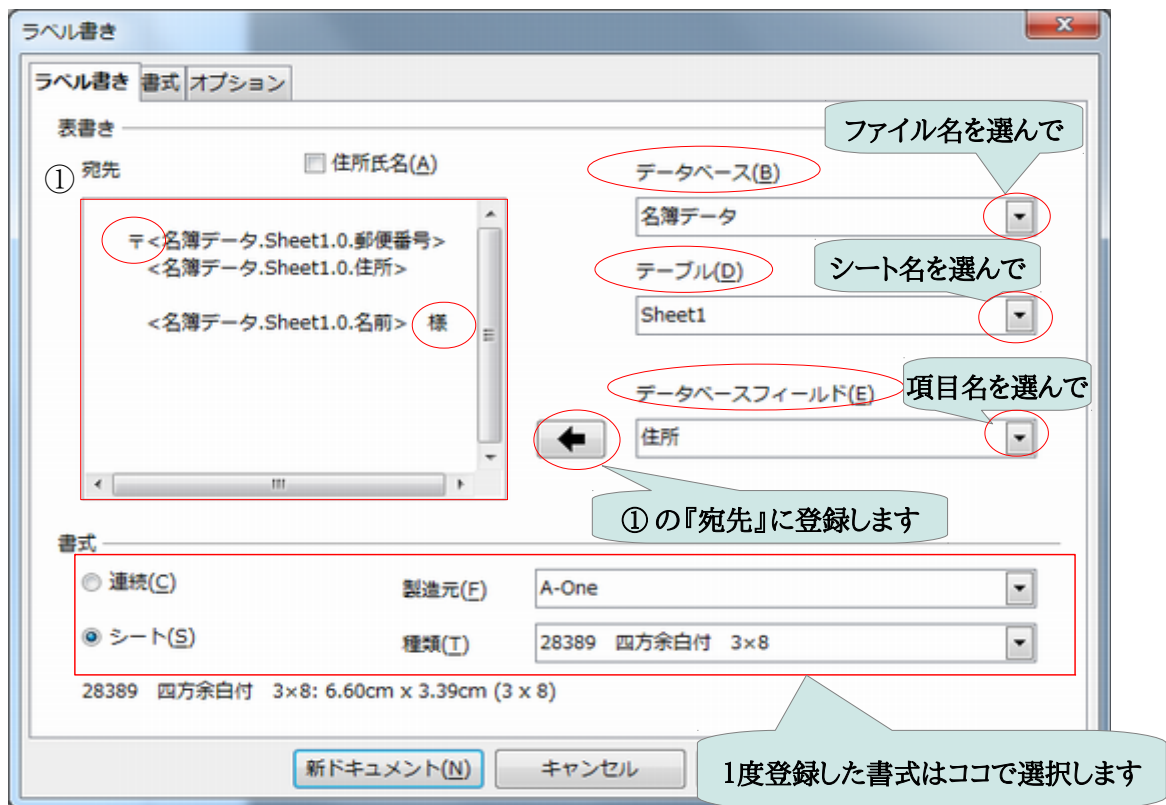 ラベル書き
ラベル書き 書式 オプション
表書き
ファイル名を選んで
① 宛先
住所氏名(A)
データベース(B)
名簿データ
〒<名簿データ.Sheet1.0.郵便番号>
<名簿データ.Sheet1.0.住所>
<名簿データ.Sheet1.0.名前> 様
テーブル(D)
シート名を選んで
Sheet1
データベースフィールド(E)
項目名を選んで
住所
①の『宛先』に登録します
書式
連続(C)
製造元(F)
A-One
シート(S)
種類(T)
28389 四方余白付 3×8
28389 四方余白付 3×8: 6.60cm x 3.39cm (3 x 8)
新ドキュメント(N)
キャンセル
1度登録した書式はココで選択します